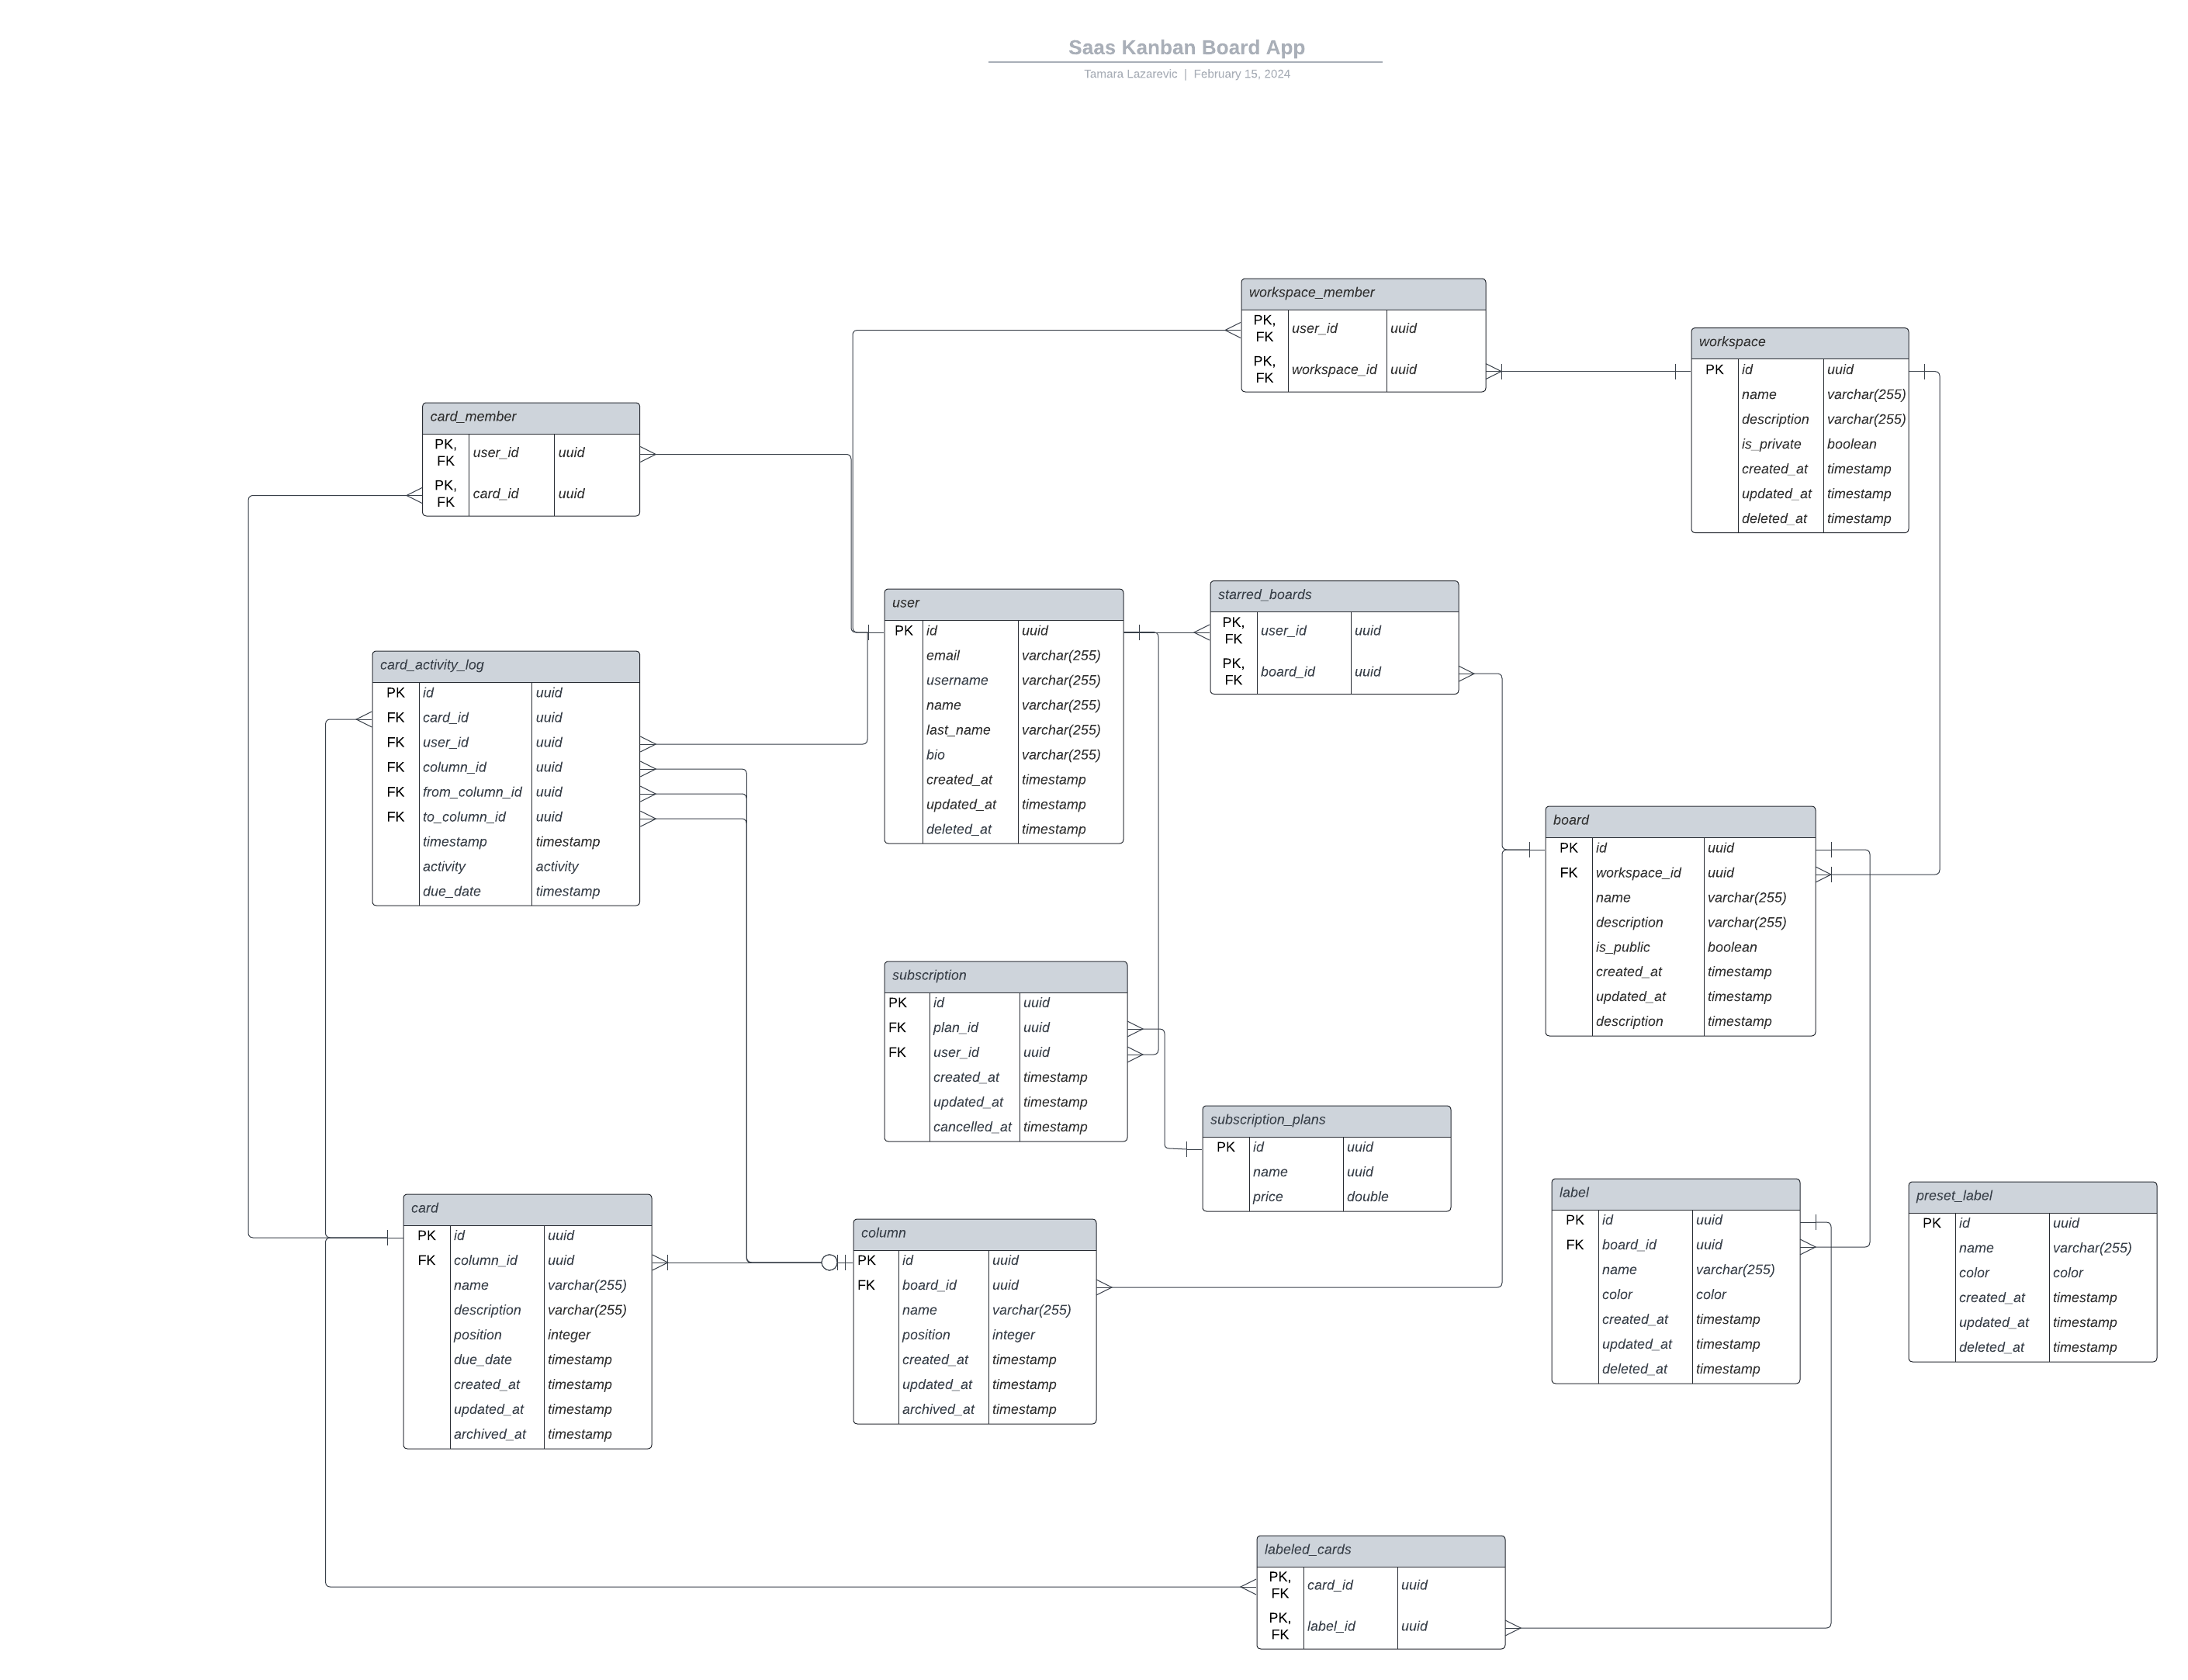 Saas Kanban Board App
Tamara Lazarevic | February 15, 2024
workspace_member
PK, FK user_id uuid
PK, FK workspace_id uuid
workspace
PK id uuid
name varchar(255)
description varchar(255)
is_private boolean
created_at timestamp
updated_at timestamp
deleted_at timestamp
card_member
PK, FK user_id uuid
PK, FK card_id uuid
user
PK id uuid
email varchar(255)
username varchar(255)
name varchar(255)
last_name varchar(255)
bio varchar(255)
created_at timestamp
updated_at timestamp
deleted_at timestamp
starred_boards
PK, FK user_id uuid
PK, FK board_id uuid
card_activity_log
PK id uuid
FK card_id uuid
FK user_id uuid
FK column_id uuid
FK from_column_id uuid
FK to_column_id uuid
timestamp timestamp
activity activity
due_date timestamp
board
PK id uuid
FK workspace_id uuid
name varchar(255)
description varchar(255)
is_public boolean
created_at timestamp
updated_at timestamp
description timestamp
subscription
PK id uuid
FK plan_id uuid
FK user_id uuid
created_at timestamp
updated_at timestamp
cancelled_at timestamp
subscription_plans
PK id uuid
name uuid
price double
card
PK id uuid
FK column_id uuid
name varchar(255)
description varchar(255)
position integer
due_date timestamp
created_at timestamp
updated_at timestamp
archived_at timestamp
column
PK id uuid
FK board_id uuid
name varchar(255)
position integer
created_at timestamp
updated_at timestamp
archived_at timestamp
label
PK id uuid
FK board_id uuid
name varchar(255)
color color
created_at timestamp
updated_at timestamp
deleted_at timestamp
preset_label
PK id uuid
name varchar(255)
color color
created_at timestamp
updated_at timestamp
deleted_at timestamp
labeled_cards
PK, FK card_id uuid
PK, FK label_id uuid